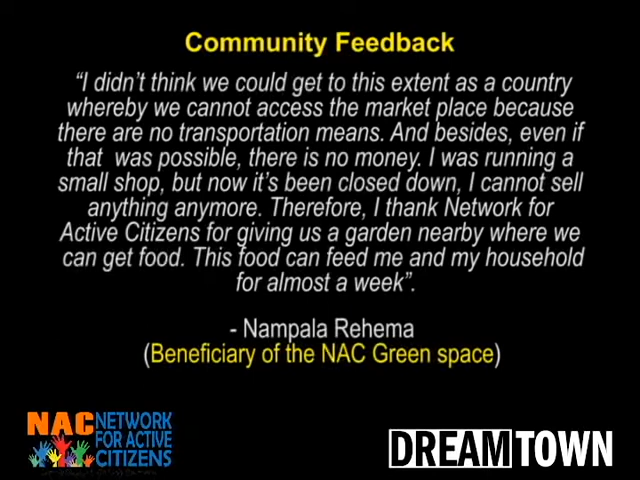 Community Feedback
“I didn’t think we could get to this extent as a country
whereby we cannot access the market place because
there are no transportation means. And besides, even if
that was possible, there is no money. I was running a
small shop, but now it’s been closed down, I cannot sell
anything anymore. Therefore, I thank Network for
Active Citizens for giving us a garden nearby where we
can get food. This food can feed me and my household
for almost a week”.
- Nampala Rehema
(Beneficiary of the NAC Green space)
NAC NETWORK
FOR ACTIVE
CITIZENS
DREAMTOWN